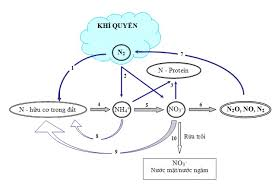 KHÍ QUYỂN
N₂
1
2
3
7
N - Protein
N - hữu cơ trong đất
4
NH₄⁺
5
NO₃⁻
6
N₂O, NO, N₂
8
9
10
Rửa trôi
NO₃⁻
Nước mặt/nước ngầm